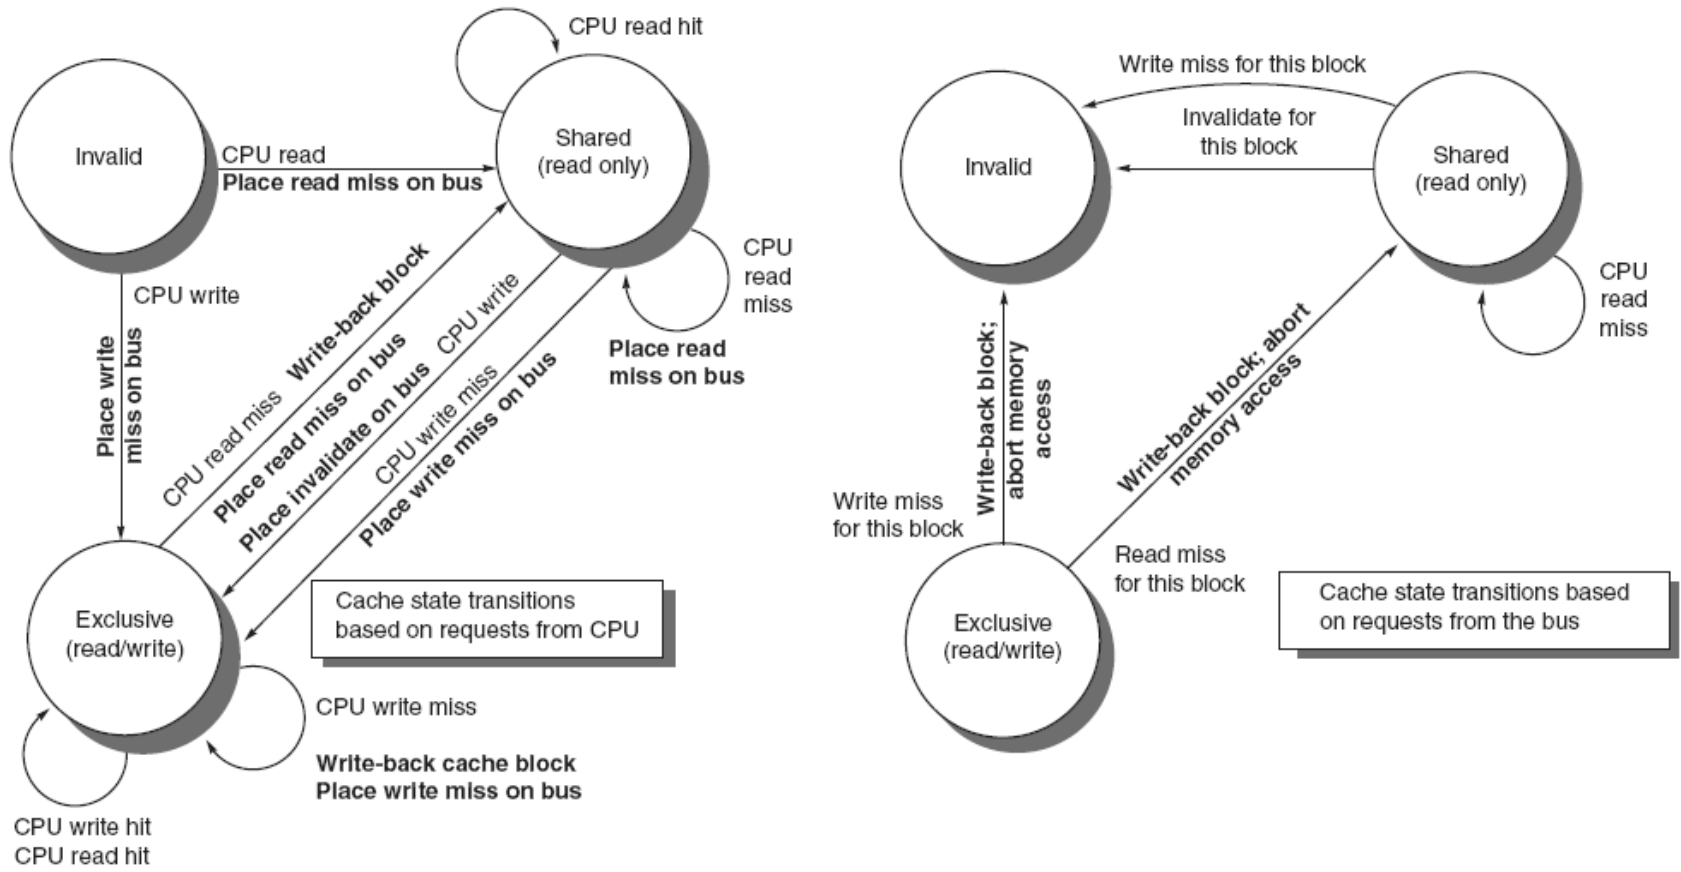 CPU read hit
Invalid
Shared
(read only)
CPU read
Place read miss on bus
CPU
read
miss
Place read
miss on bus
CPU write
Place write
miss on bus
CPU read miss
Write-back block
Place read miss on bus
CPU write
Place invalidate on bus
CPU write miss
Place write miss on bus
Exclusive
(read/write)
Cache state transitions
based on requests from CPU
CPU write miss
Write-back cache block
Place write miss on bus
CPU write hit
CPU read hit
Write miss for this block
Invalidate for
this block
Invalid
Shared
(read only)
CPU
read
miss
Write-back block;
abort memory
access
Write-back block; abort
memory access
Write miss
for this block
Read miss
for this block
Exclusive
(read/write)
Cache state transitions based
on requests from the bus